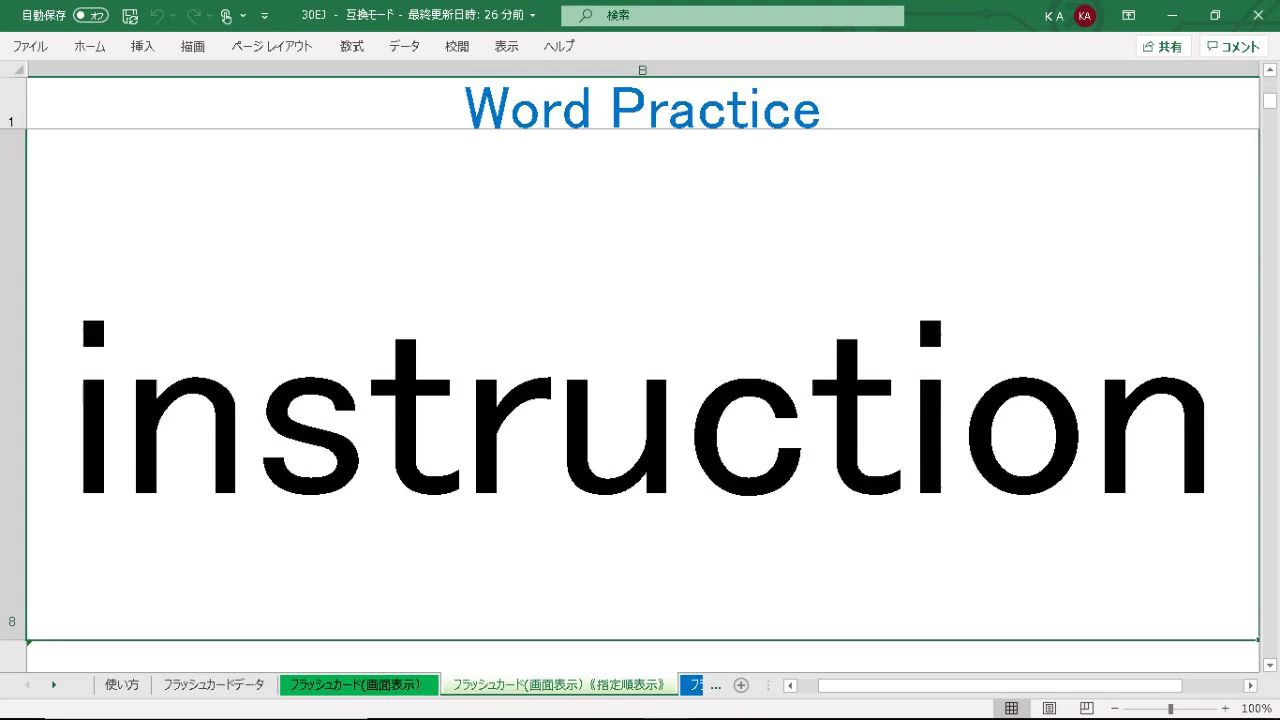 自動保存 オフ 30EJ - 互換モード - 最終更新日時: 26 分前 検索 K A KA
ファイル ホーム 挿入 描画 ページ レイアウト 数式 データ 校閲 表示 ヘルプ 共有 コメント
B
1 Word Practice
instruction
8
使い方 フラッシュカードデータ フラッシュカード(画面表示) フラッシュカード(画面表示)《指定順表示》 フラ ...
100%